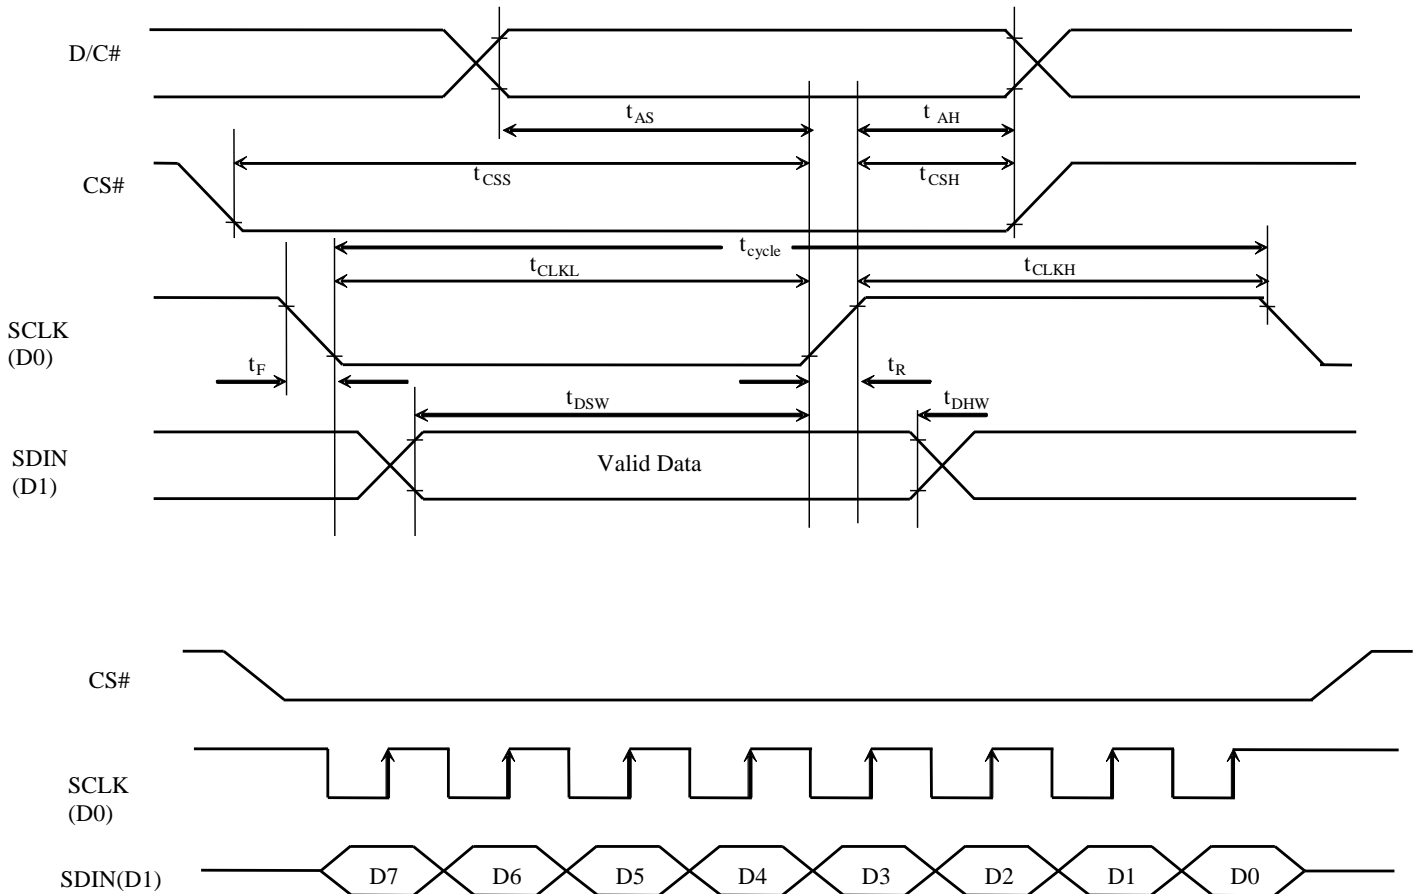 D/C#
tAS
t AH
CS#
tCSS
tCSH
tcycle
tCLKL
tCLKH
SCLK
(D0)
tF
tR
tDSW
tDHW
SDIN
(D1)
Valid Data
CS#
SCLK
(D0)
SDIN(D1)
D7 D6 D5 D4 D3 D2 D1 D0